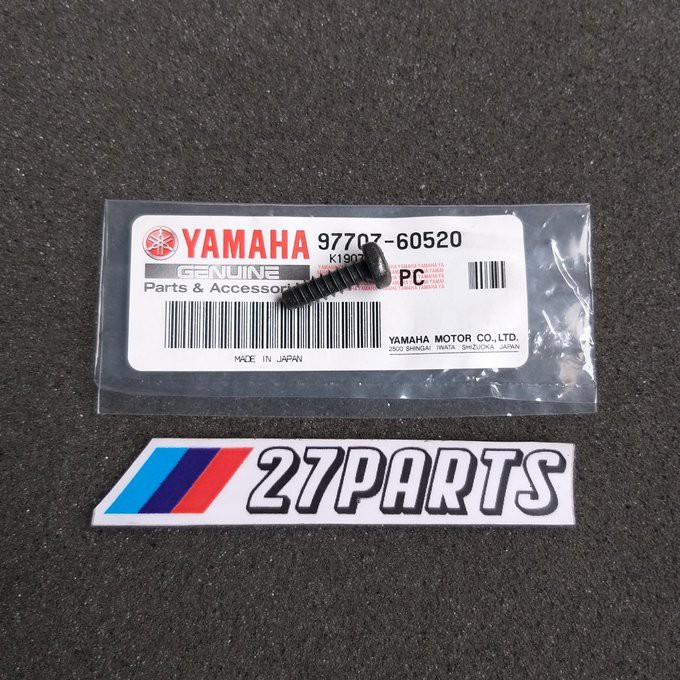 YAMAHA
97707-60520
GENUINE
K1907
Parts & Accessori
PC
YAMAHA MOTOR CO.,LTD.
2500 SHINGAI IWATA SHIZUOKA JAPAN
MADE IN JAPAN
27PARTS